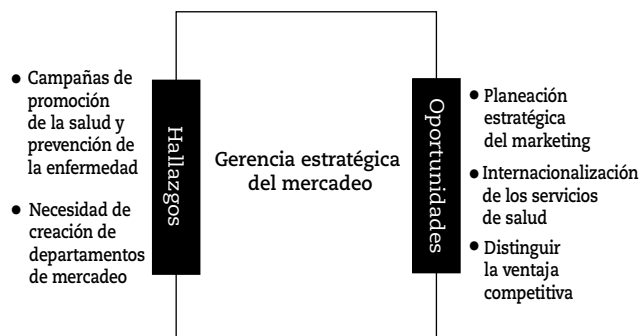 • Campañas de
promoción
de la salud y
prevención de
la enfermedad
• Necesidad de
creación de
departamentos
de mercadeo
Hallazgos
Gerencia estratégica
del mercadeo
Oportunidades
• Planeación
estratégica
del marketing
• Internacionalización
de los servicios
de salud
• Distinguir
la ventaja
competitiva